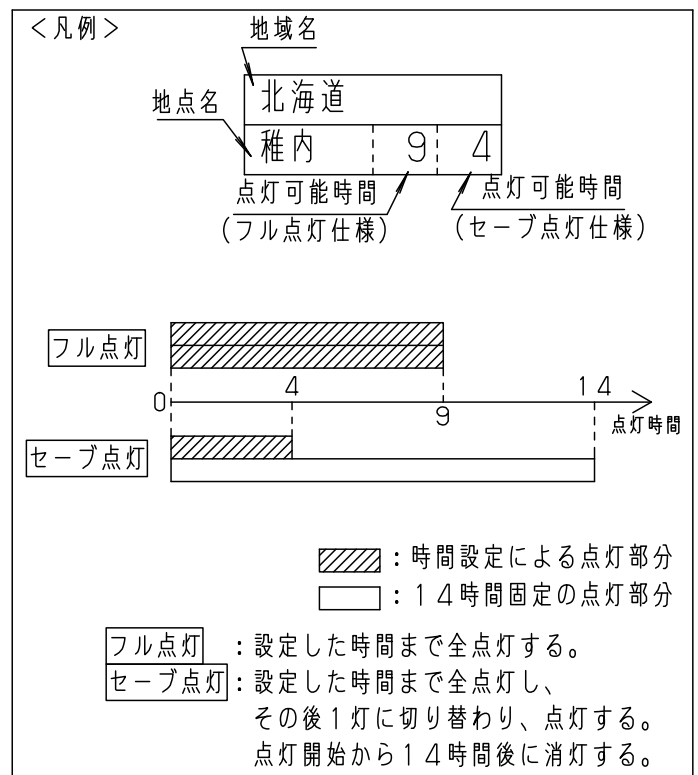 ＜凡例＞
地域名
北海道
地点名
稚内 9 4
点灯可能時間
(フル点灯仕様)
点灯可能時間
(セーブ点灯仕様)
フル点灯
0 4 9 14
点灯時間
セーブ点灯
：時間設定による点灯部分
：14時間固定の点灯部分
フル点灯 ：設定した時間まで全点灯する。
セーブ点灯：設定した時間まで全点灯し、
その後1灯に切り替わり、点灯する。
点灯開始から14時間後に消灯する。